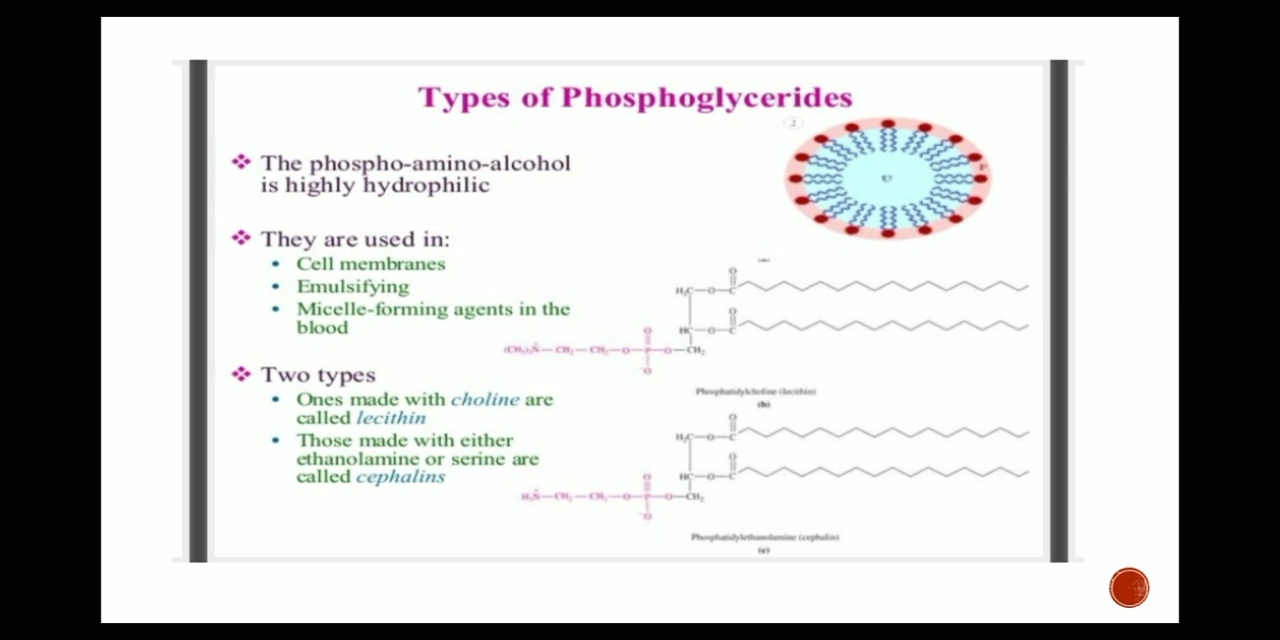 Types of Phosphoglycerides
2
❖ The phospho-amino-alcohol
is highly hydrophilic
P
U
❖ They are used in:
• Cell membranes
• Emulsifying
• Micelle-forming agents in the
blood
❖ Two types
• Ones made with choline are
called lecithin
• Those made with either
ethanolamine or serine are
called cephalins
O
H₂C—O—C
O
HC—O—C
O
(CH₃)₃N⁺—CH₂—CH₂—O—P—O—CH₂
⁻O
Phosphatidylcholine (lecithin)
(b)
O
H₂C—O—C
O
HC—O—C
O
H₃N⁺—CH₂—CH₂—O—P—O—CH₂
⁻O
Phosphatidylethanolamine (cephalin)
(c)